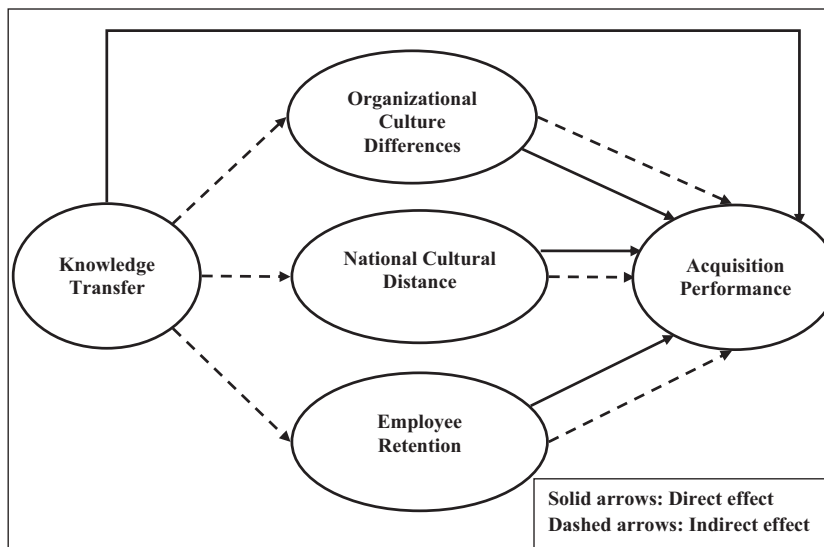 Organizational
Culture
Differences
Knowledge
Transfer
National Cultural
Distance
Acquisition
Performance
Employee
Retention
Solid arrows: Direct effect
Dashed arrows: Indirect effect